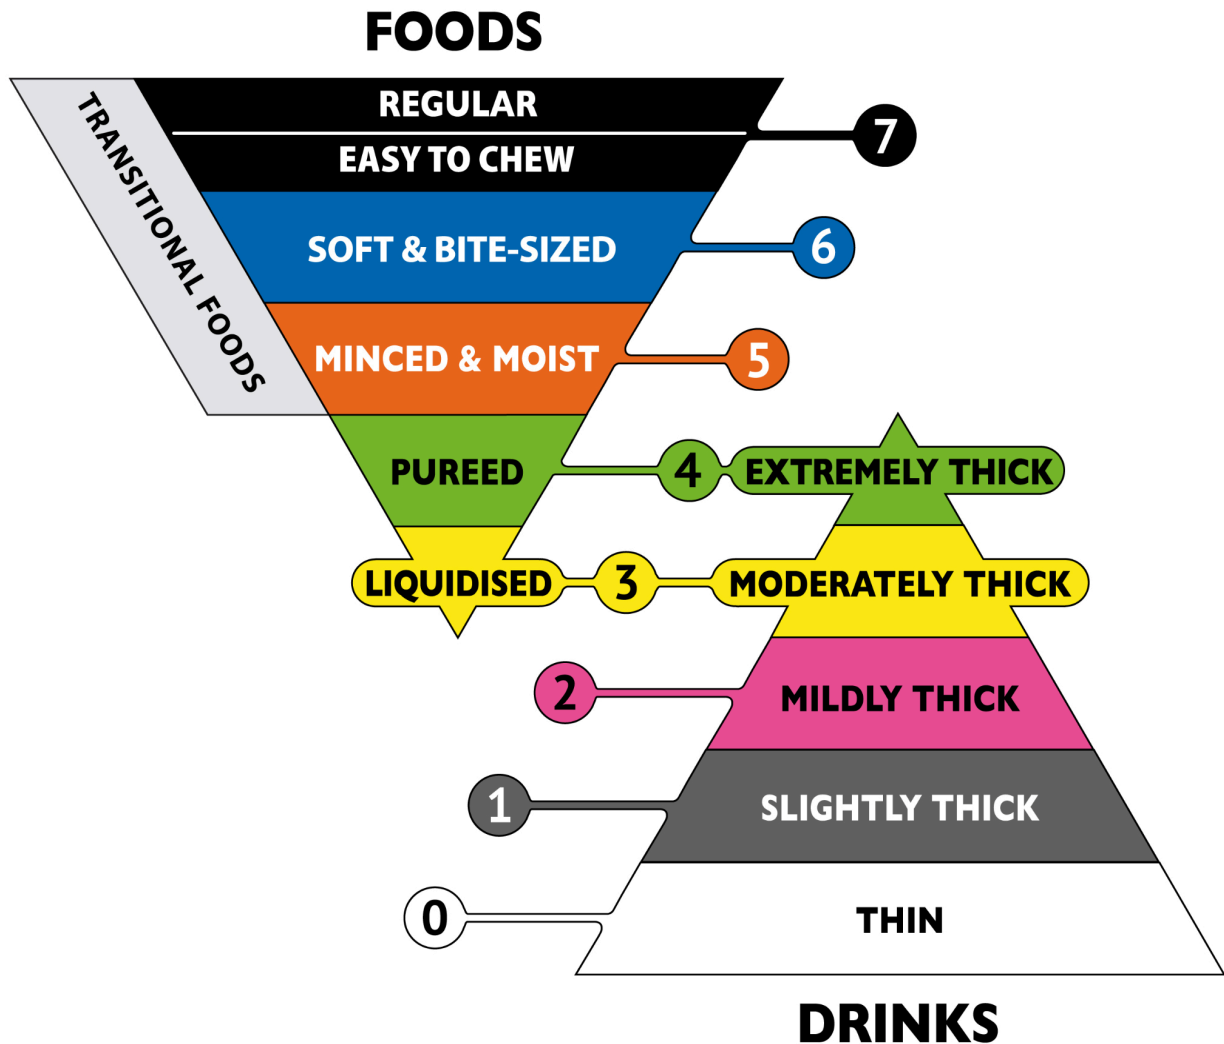 FOODS
TRANSITIONAL FOODS
REGULAR
7
EASY TO CHEW
SOFT & BITE-SIZED
6
MINCED & MOIST
5
PUREED
4
EXTREMELY THICK
LIQUIDISED
3
MODERATELY THICK
2
MILDLY THICK
1
SLIGHTLY THICK
0
THIN
DRINKS